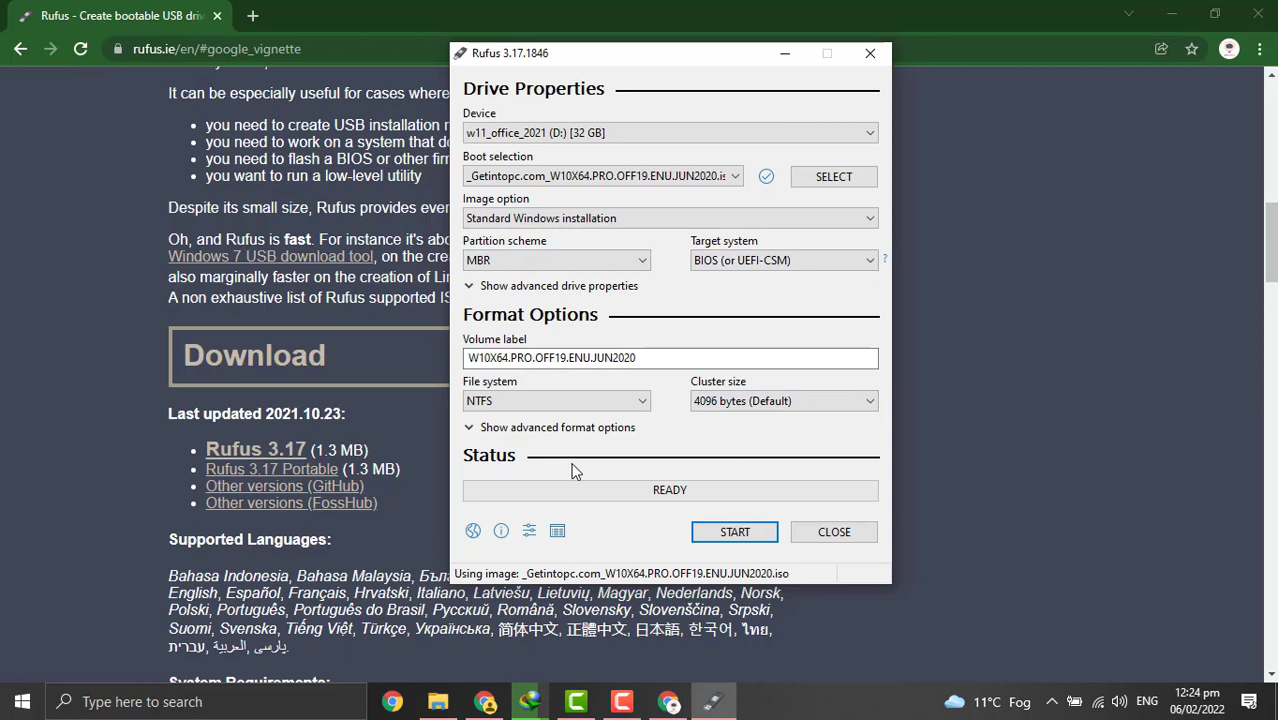 Rufus - Create bootable USB driv
rufus.ie/en/#google_vignette
It can be especially useful for cases where
you need to create USB installation
you need to work on a system that do
you need to flash a BIOS or other firm
you want to run a low-level utility
Despite its small size, Rufus provides ever
Oh, and Rufus is fast. For instance it's abo
Windows 7 USB download tool, on the cre
also marginally faster on the creation of Lin
A non exhaustive list of Rufus supported IS
Download
Last updated 2021.10.23:
Rufus 3.17 (1.3 MB)
Rufus 3.17 Portable (1.3 MB)
Other versions (GitHub)
Other versions (FossHub)
Supported Languages:
Bahasa Indonesia, Bahasa Malaysia, Бъл
English, Español, Français, Hrvatski, Italiano, Latviešu, Lietuvių, Magyar, Nederlands, Norsk,
Polski, Português, Português do Brasil, Русский, Română, Slovensky, Slovenščina, Srpski,
Suomi, Svenska, Tiếng Việt, Türkçe, Українська, 简体中文, 正體中文, 日本語, 한국어, ไทย,
עברית, العربية, پارسی.
System Requirements:
Rufus 3.17.1846
Drive Properties
Device
w11_office_2021 (D:) [32 GB]
Boot selection
_Getintopc.com_W10X64.PRO.OFF19.ENU.JUN2020.is
SELECT
Image option
Standard Windows installation
Partition scheme
Target system
MBR
BIOS (or UEFI-CSM)
?
Show advanced drive properties
Format Options
Volume label
W10X64.PRO.OFF19.ENU.JUN2020
File system
Cluster size
NTFS
4096 bytes (Default)
Show advanced format options
Status
READY
START
CLOSE
Using image: _Getintopc.com_W10X64.PRO.OFF19.ENU.JUN2020.iso
Type here to search
11°C Fog
ENG
12:24 pm
06/02/2022